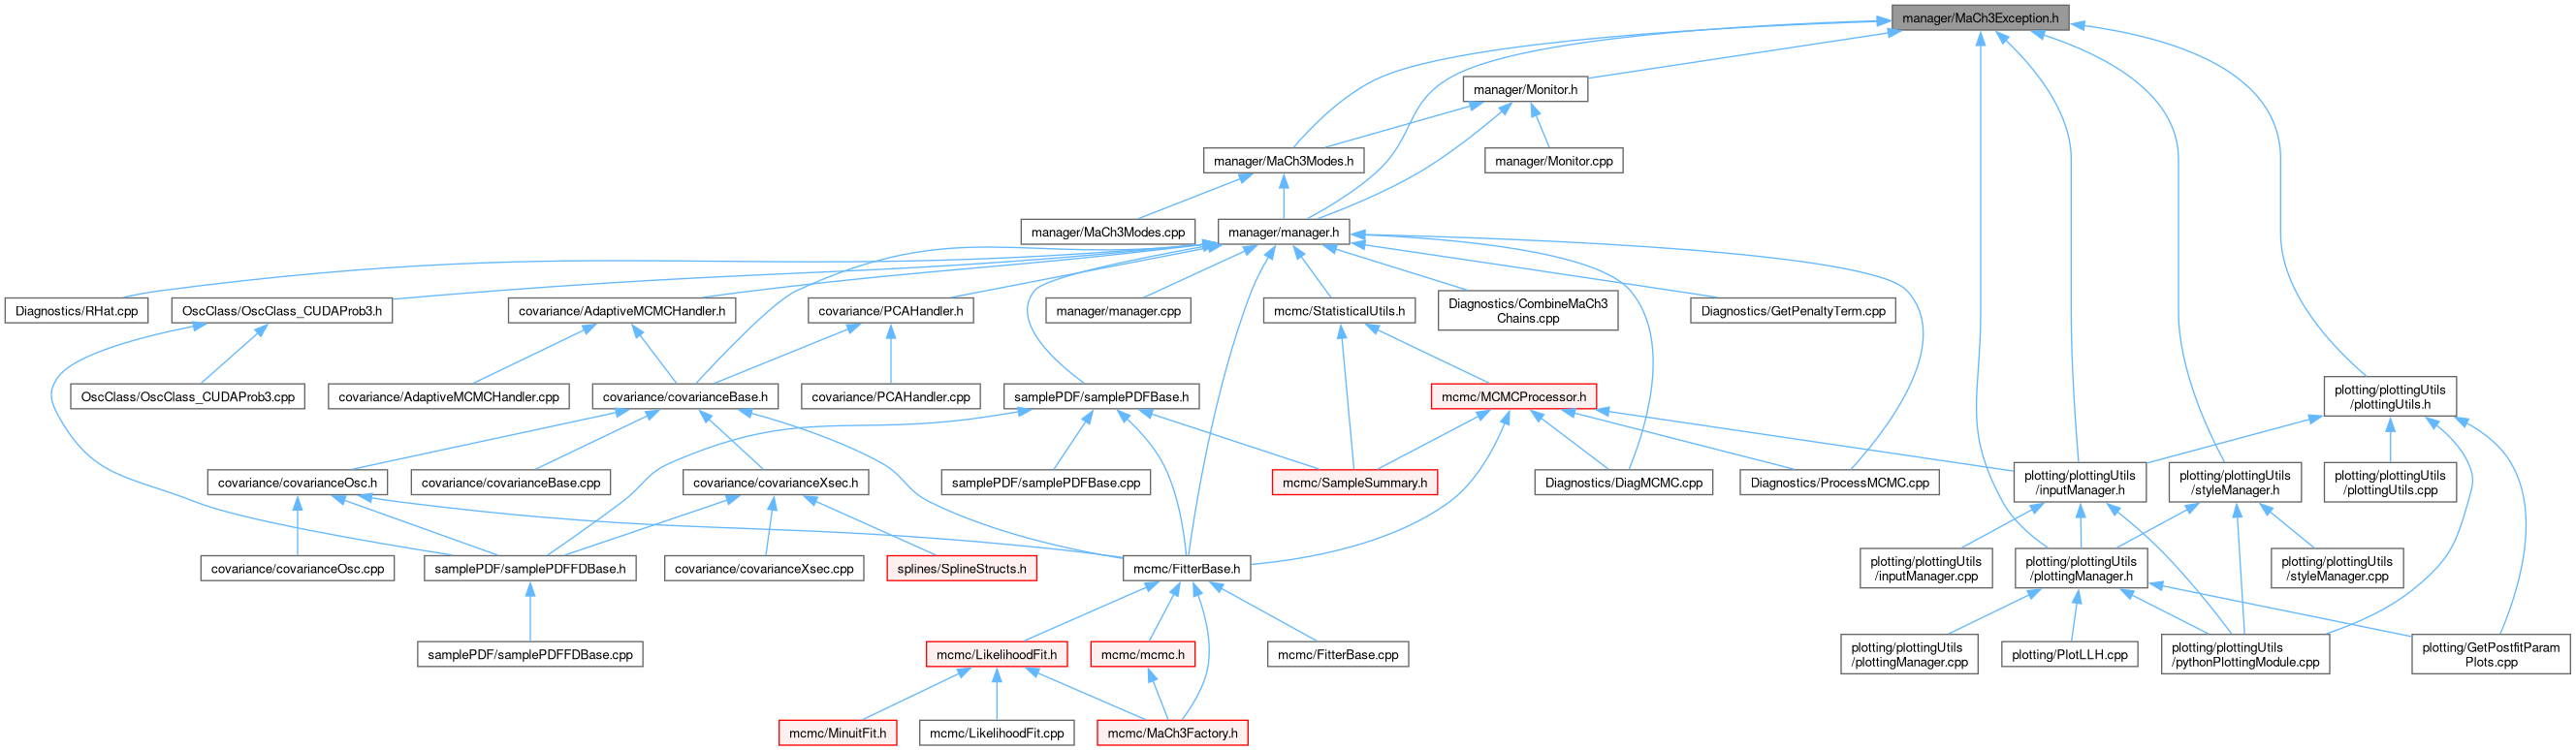 manager/MaCh3Exception.h
manager/Monitor.h
manager/MaCh3Modes.h
manager/Monitor.cpp
manager/MaCh3Modes.cpp
manager/manager.h
Diagnostics/RHat.cpp
OscClass/OscClass_CUDAProb3.h
covariance/AdaptiveMCMCHandler.h
covariance/PCAHandler.h
manager/manager.cpp
mcmc/StatisticalUtils.h
Diagnostics/CombineMaCh3
Chains.cpp
Diagnostics/GetPenaltyTerm.cpp
OscClass/OscClass_CUDAProb3.cpp
covariance/AdaptiveMCMCHandler.cpp
covariance/covarianceBase.h
covariance/PCAHandler.cpp
samplePDF/samplePDFBase.h
mcmc/MCMCProcessor.h
plotting/plottingUtils
/plottingUtils.h
covariance/covarianceOsc.h
covariance/covarianceBase.cpp
covariance/covarianceXsec.h
samplePDF/samplePDFBase.cpp
mcmc/SampleSummary.h
Diagnostics/DiagMCMC.cpp
Diagnostics/ProcessMCMC.cpp
plotting/plottingUtils
/inputManager.h
plotting/plottingUtils
/styleManager.h
plotting/plottingUtils
/plottingUtils.cpp
covariance/covarianceOsc.cpp
samplePDF/samplePDFFDBase.h
covariance/covarianceXsec.cpp
splines/SplineStructs.h
mcmc/FitterBase.h
plotting/plottingUtils
/inputManager.cpp
plotting/plottingUtils
/plottingManager.h
plotting/plottingUtils
/styleManager.cpp
samplePDF/samplePDFFDBase.cpp
mcmc/LikelihoodFit.h
mcmc/mcmc.h
mcmc/FitterBase.cpp
plotting/plottingUtils
/plottingManager.cpp
plotting/PlotLLH.cpp
plotting/plottingUtils
/pythonPlottingModule.cpp
plotting/GetPostfitParam
Plots.cpp
mcmc/MinuitFit.h
mcmc/LikelihoodFit.cpp
mcmc/MaCh3Factory.h